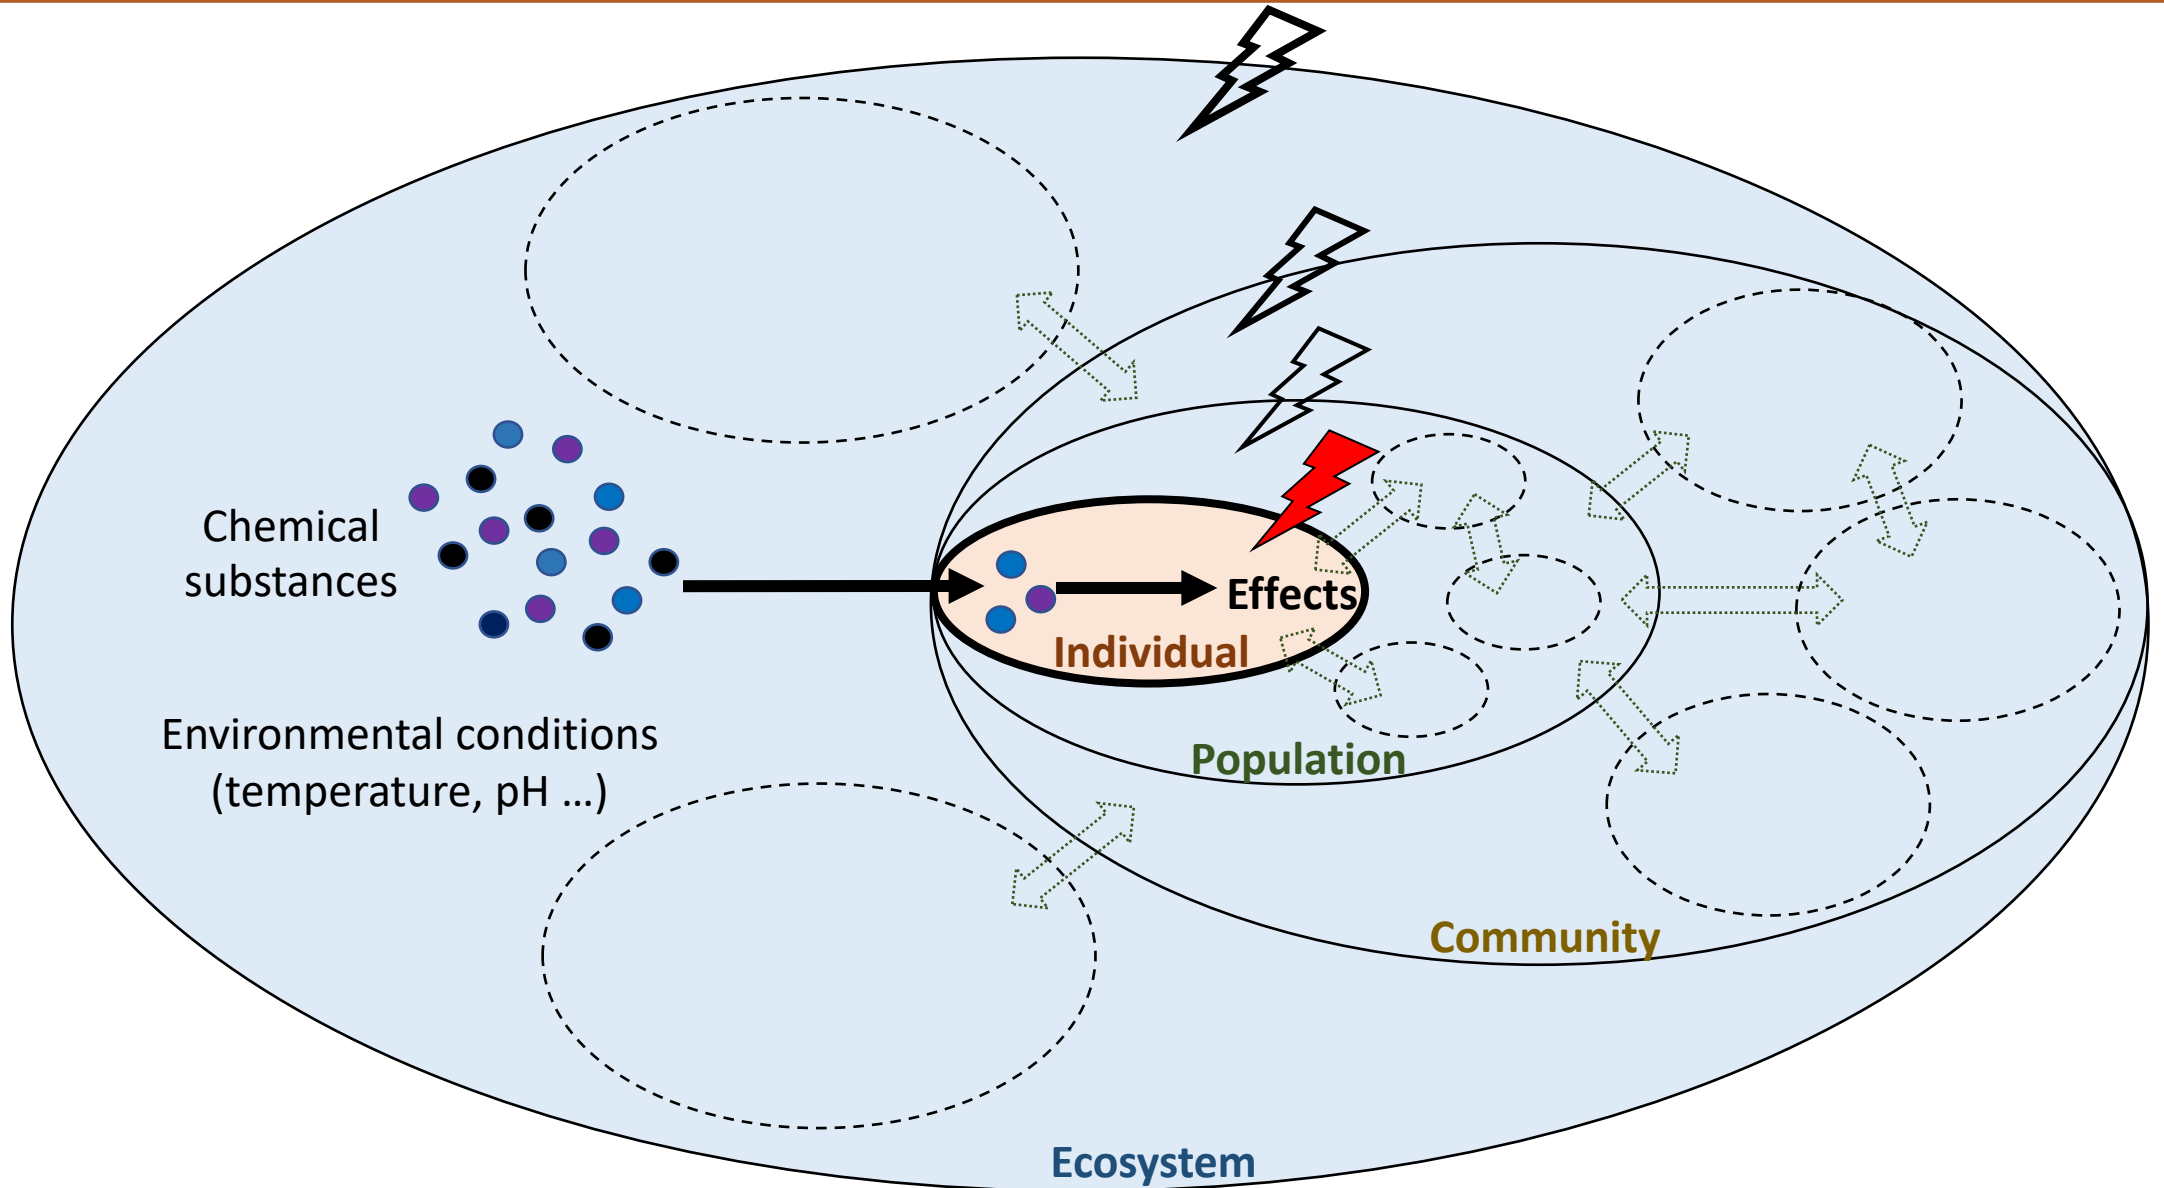 Chemical
substances
Environmental conditions
(temperature, pH ...)
Effects
Individual
Population
Community
Ecosystem